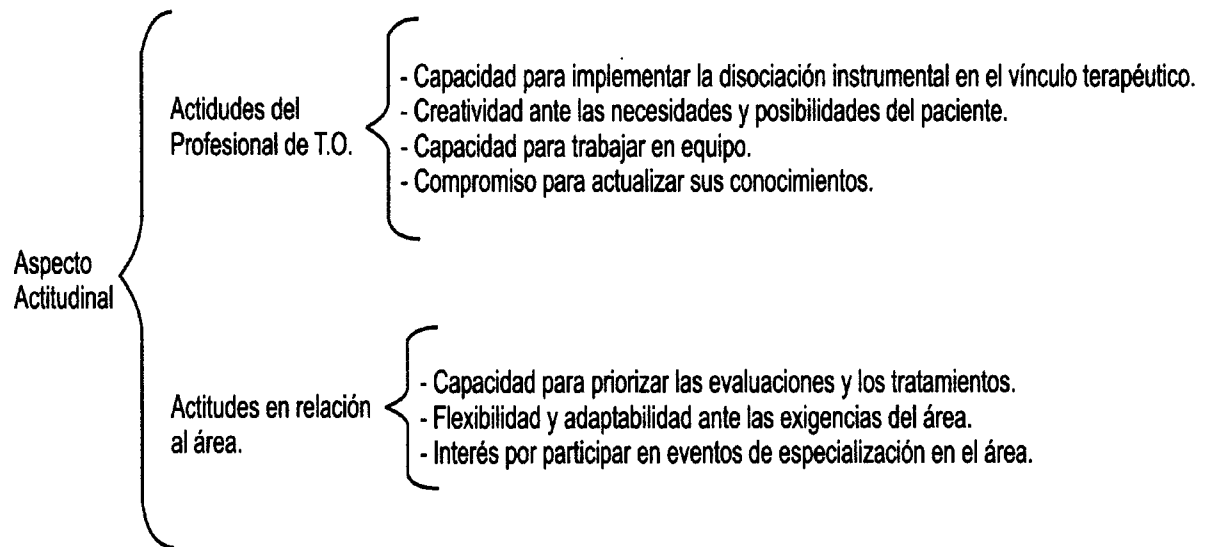 Aspecto
Actitudinal
Actidudes del
Profesional de T.O.
- Capacidad para implementar la disociación instrumental en el vínculo terapéutico.
- Creatividad ante las necesidades y posibilidades del paciente.
- Capacidad para trabajar en equipo.
- Compromiso para actualizar sus conocimientos.
Actitudes en relación
al área.
- Capacidad para priorizar las evaluaciones y los tratamientos.
- Flexibilidad y adaptabilidad ante las exigencias del área.
- Interés por participar en eventos de especialización en el área.